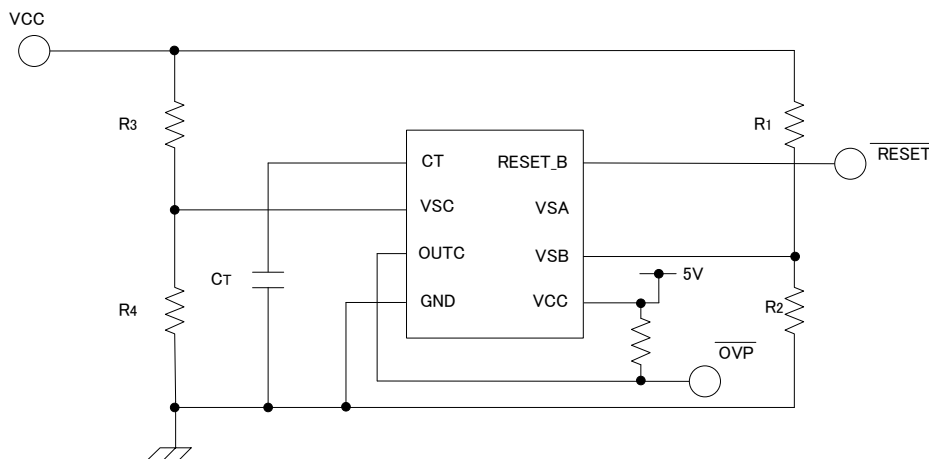 VCC
R3
R1
CT
RESET_B
RESET
VSC
VSA
OUTC
VSB
CT
5V
R4
GND
VCC
R2
OVP